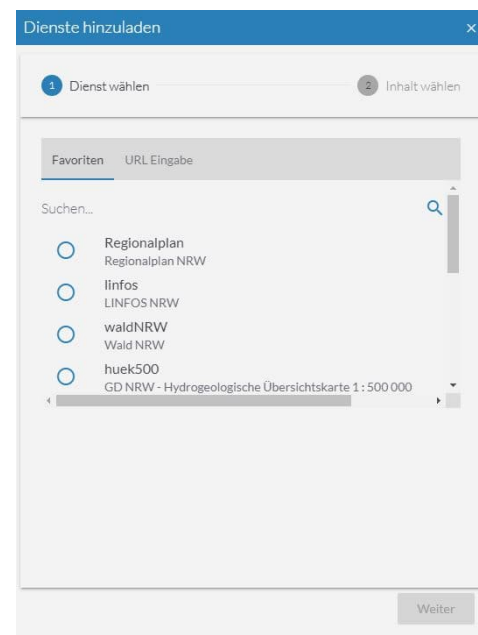 Dienste hinzuladen ×
1 Dienst wählen 2 Inhalt wählen
Favoriten URL Eingabe
Suchen...
Regionalplan
Regionalplan NRW
linfos
LINFOS NRW
waldNRW
Wald NRW
huek500
GD NRW - Hydrogeologische Übersichtskarte 1 : 500 000
Weiter